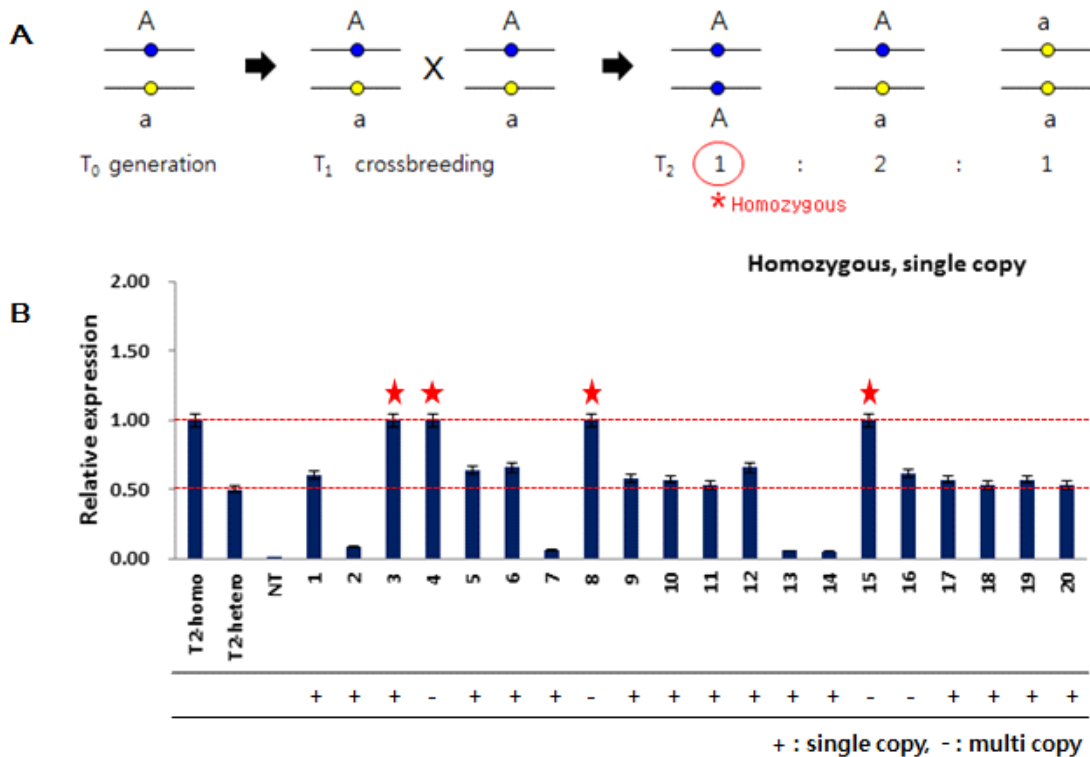 A
A A X A A A a
a a a A a a
T0 generation T1 crossbreeding T2 1 : 2 : 1
* Homozygous
Homozygous, single copy
B
Relative expression
2.00
1.50
1.00
0.50
0.00
T2-homo T2-hetero NT 1 2 3 4 5 6 7 8 9 10 11 12 13 14 15 16 17 18 19 20
+ + + - + + + - + + + + + + - - + + + +
+ : single copy, - : multi copy